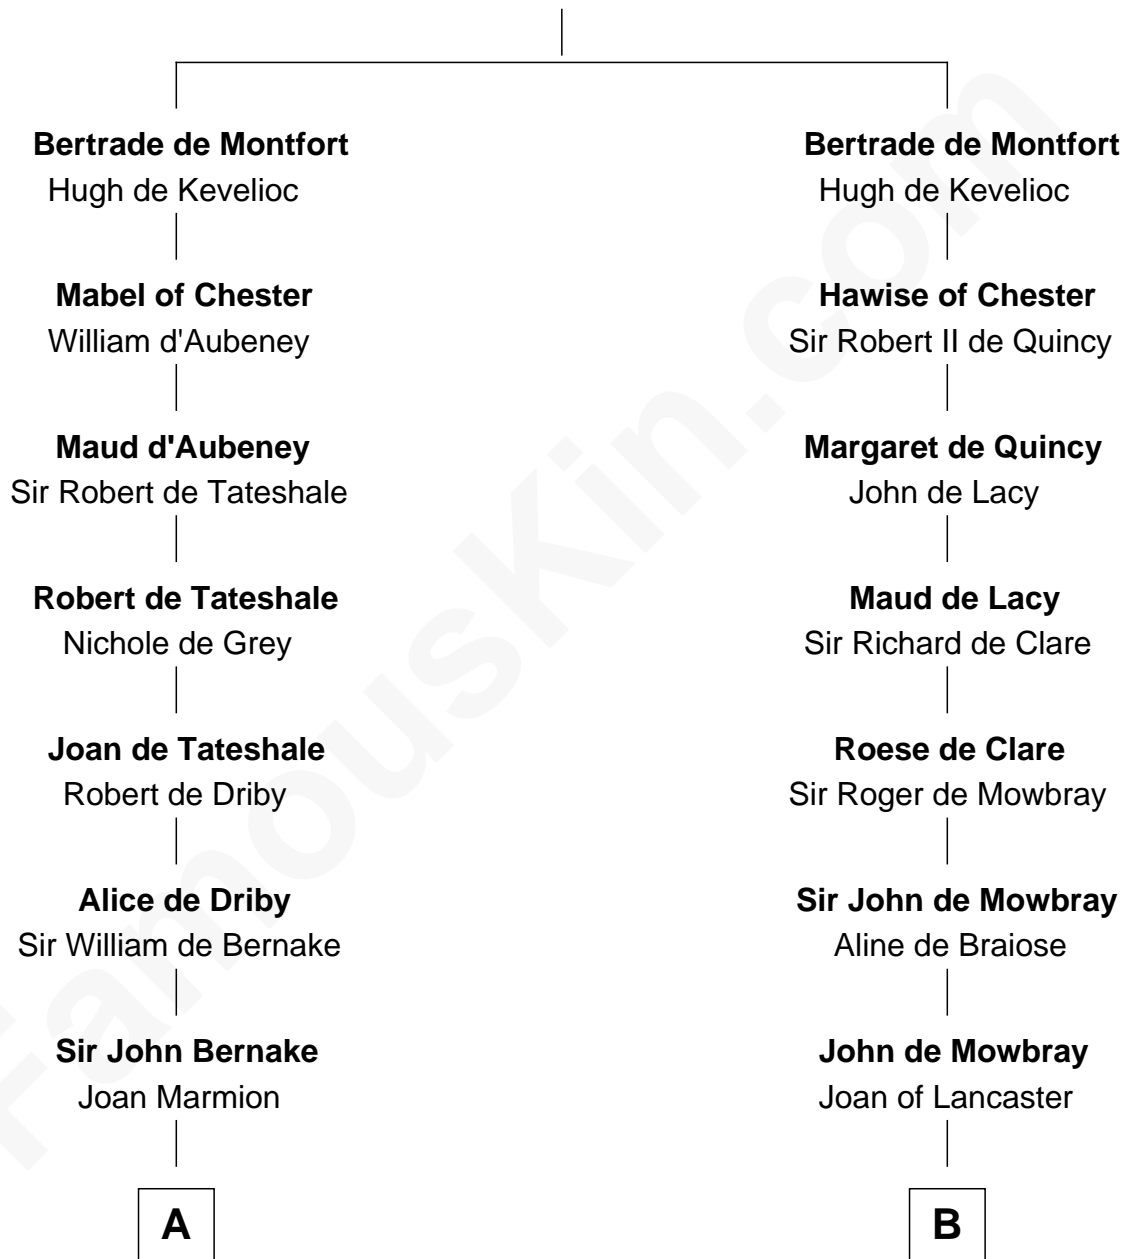 Bertrade de Montfort
Hugh de Kevelioc
Mabel of Chester
William d'Aubeney
Maud d'Aubeney
Sir Robert de Tateshale
Robert de Tateshale
Nichole de Grey
Joan de Tateshale
Robert de Driby
Alice de Driby
Sir William de Bernake
Sir John Bernake
Joan Marmion
A
Bertrade de Montfort
Hugh de Kevelioc
Hawise of Chester
Sir Robert II de Quincy
Margaret de Quincy
John de Lacy
Maud de Lacy
Sir Richard de Clare
Roese de Clare
Sir Roger de Mowbray
Sir John de Mowbray
Aline de Braiose
John de Mowbray
Joan of Lancaster
B
FamousKin.com